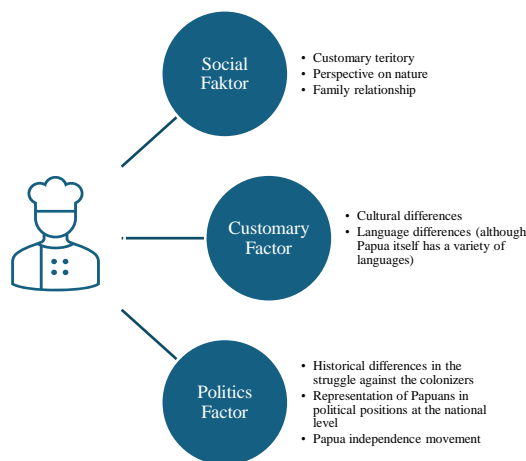 Social
Faktor
• Customary teritory
• Perspective on nature
• Family relationship
Customary
Factor
• Cultural differences
• Language differences (although
Papua itself has a variety of
languages)
Politics
Factor
• Historical differences in the
struggle against the colonizers
• Representation of Papuans in
political positions at the national
level
• Papua independence movement